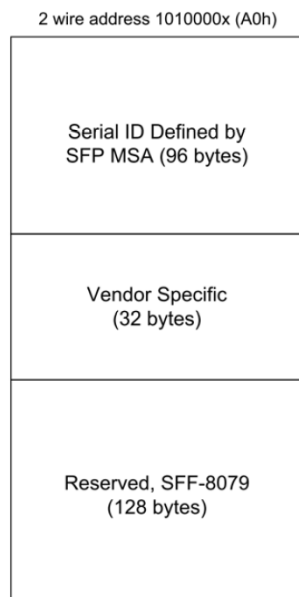 2 wire address 1010000x (A0h)
Serial ID Defined by
SFP MSA (96 bytes)
Vendor Specific
(32 bytes)
Reserved, SFF-8079
(128 bytes)